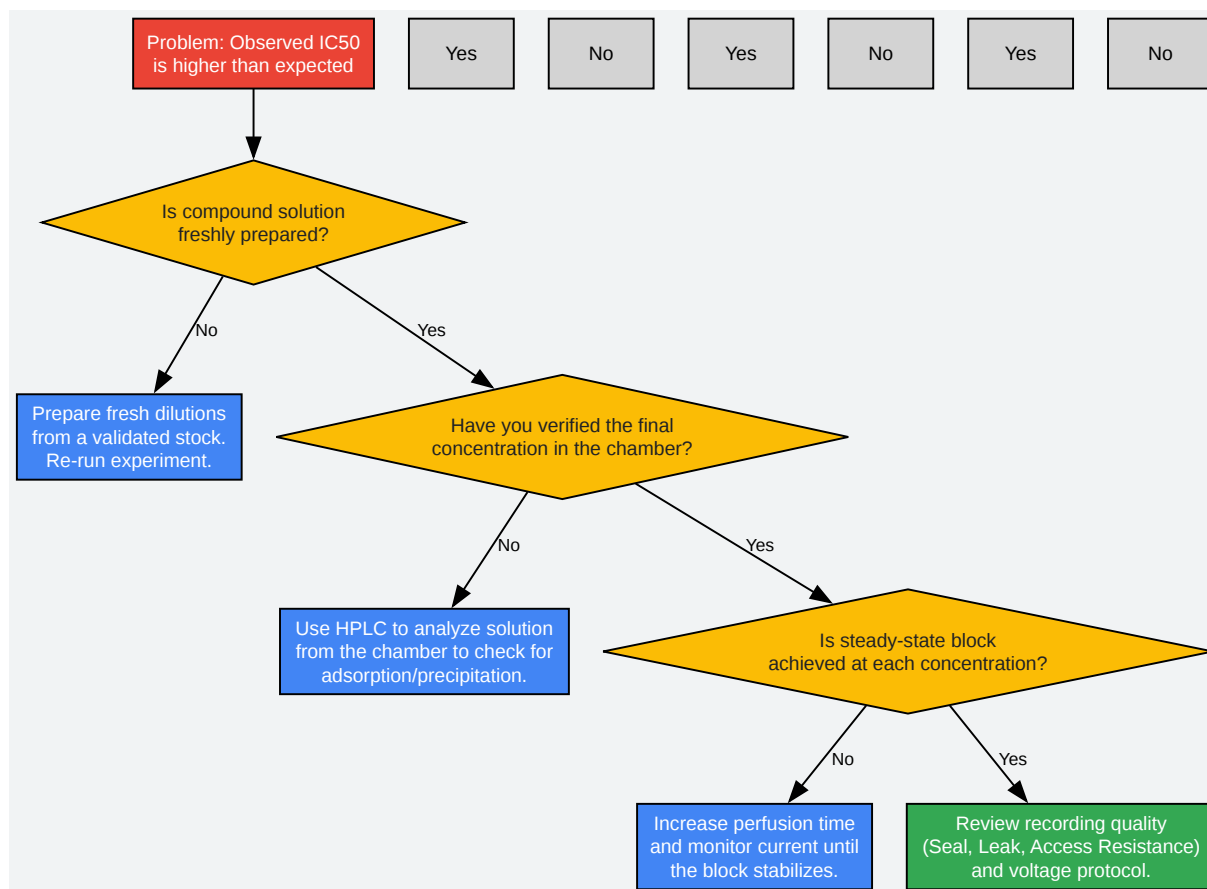 Problem: Observed IC50
is higher than expected
Yes
No
Yes
No
Yes
No
Is compound solution
freshly prepared?
No
Yes
Prepare fresh dilutions
from a validated stock.
Re-run experiment.
Have you verified the final
concentration in the chamber?
No
Yes
Use HPLC to analyze solution
from the chamber to check for
adsorption/precipitation.
Is steady-state block
achieved at each concentration?
No
Yes
Increase perfusion time
and monitor current until
the block stabilizes.
Review recording quality
(Seal, Leak, Access Resistance)
and voltage protocol.